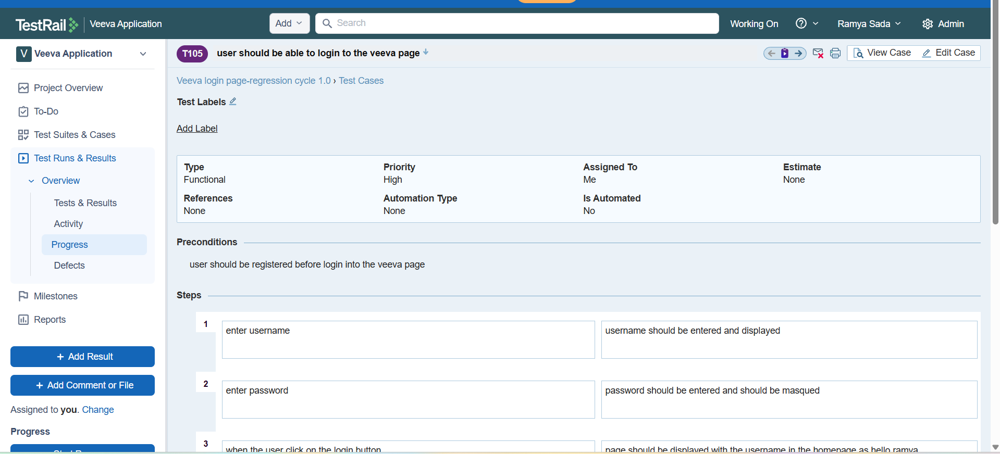 TestRail Veeva Application Add Search Working On Ramya Sada Admin
V Veeva Application
Project Overview
To-Do
Test Suites & Cases
Test Runs & Results
Overview
Tests & Results
Activity
Progress
Defects
Milestones
Reports
+ Add Result
+ Add Comment or File
Assigned to you. Change
Progress
T105 user should be able to login to the veeva page View Case Edit Case
Veeva login page-regression cycle 1.0 › Test Cases
Test Labels
Add Label
Type Priority Assigned To Estimate
Functional High Me None
References Automation Type Is Automated
None None No
Preconditions
user should be registered before login into the veeva page
Steps
1 enter username username should be entered and displayed
2 enter password password should be entered and should be masqued
3 when the user click on the login button page should be displayed with the username in the homepage as hello ramya